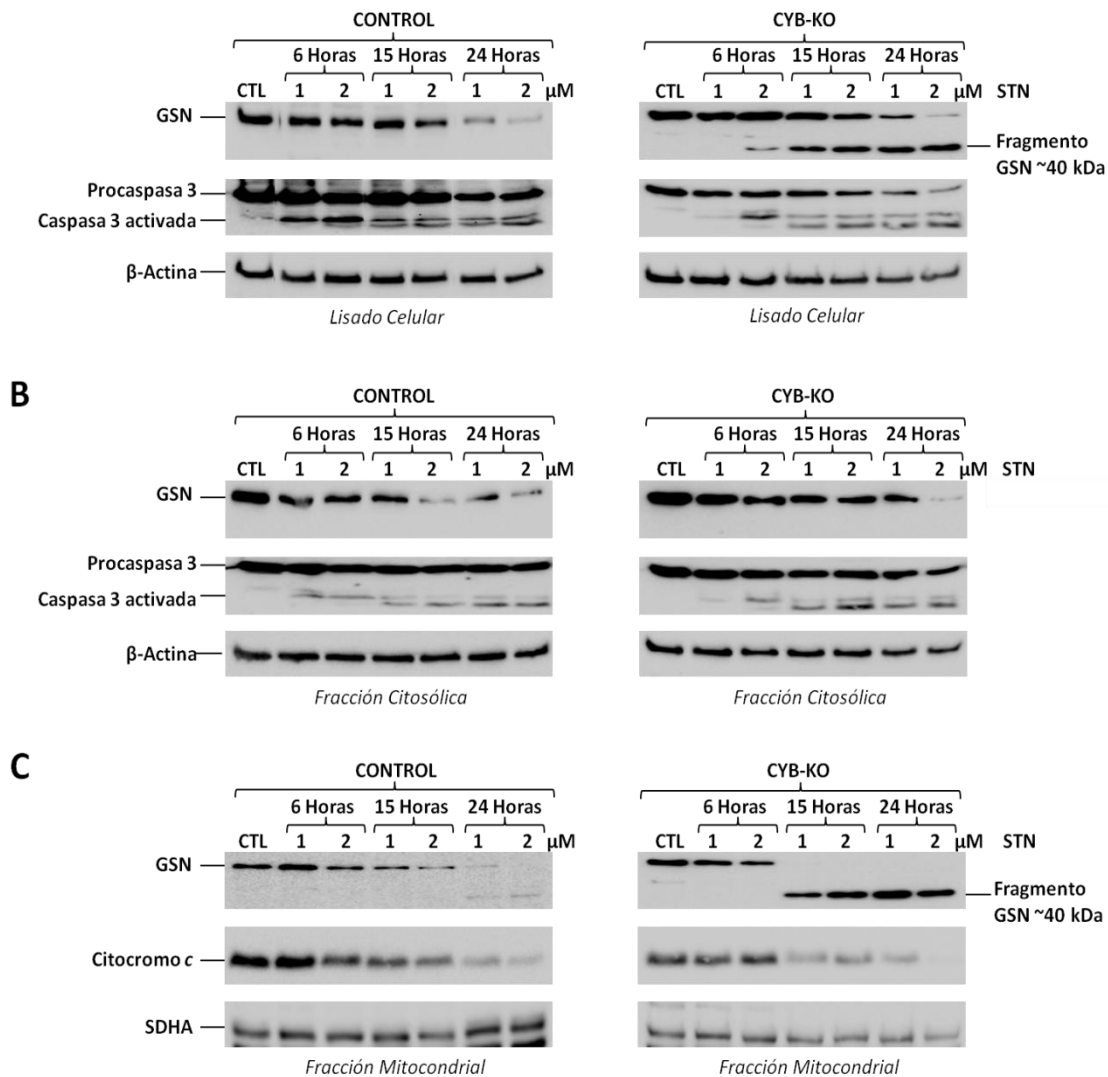 CONTROL
6 Horas 15 Horas 24 Horas
CTL 1 2 1 2 1 2 μM
GSN
Procaspasa 3
Caspasa 3 activada
β-Actina
Lisado Celular
CYB-KO
6 Horas 15 Horas 24 Horas
CTL 1 2 1 2 1 2 μM STN
Fragmento
GSN ~40 kDa
Lisado Celular
B
CONTROL
6 Horas 15 Horas 24 Horas
CTL 1 2 1 2 1 2 μM
GSN
Procaspasa 3
Caspasa 3 activada
β-Actina
Fracción Citosólica
CYB-KO
6 Horas 15 Horas 24 Horas
CTL 1 2 1 2 1 2 μM STN
Fracción Citosólica
C
CONTROL
6 Horas 15 Horas 24 Horas
CTL 1 2 1 2 1 2 μM
GSN
Citocromo c
SDHA
Fracción Mitocondrial
CYB-KO
6 Horas 15 Horas 24 Horas
CTL 1 2 1 2 1 2 μM STN
Fragmento
GSN ~40 kDa
Fracción Mitocondrial